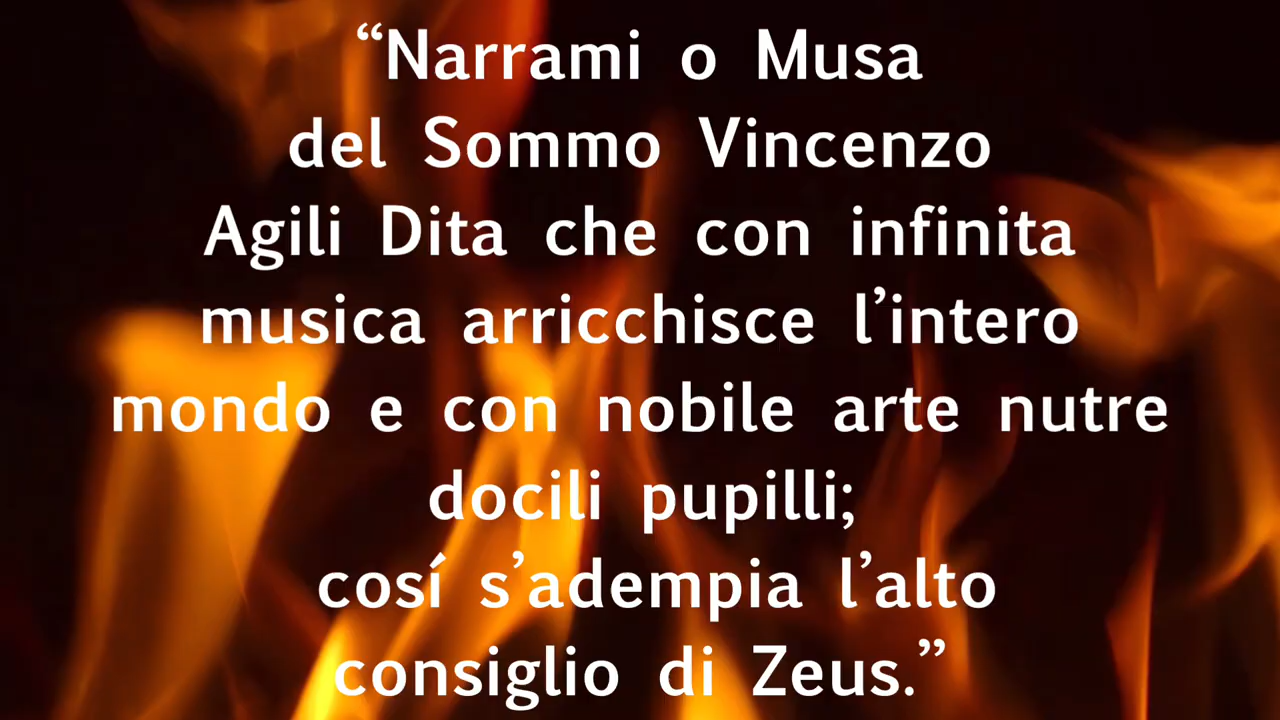 “Narrami o Musa
del Sommo Vincenzo
Agili Dita che con infinita
musica arricchisce l’intero
mondo e con nobile arte nutre
docili pupilli;
cosí s’adempia l’alto
consiglio di Zeus.”